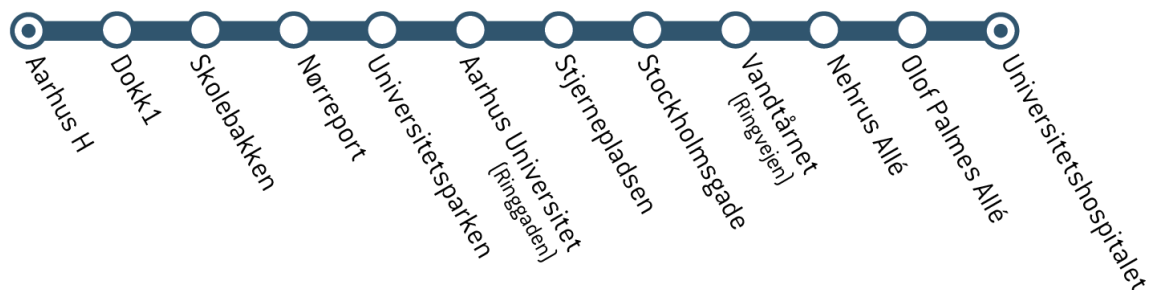 Aarhus H
Dokk1
Skolebakken
Nørreport
Universitetsparken
Aarhus Universitet
(Ringgaden)
Stjernepladsen
Stockholmsgade
Vandtårnet
(Ringvejen)
Nehrus Allé
Olof Palmes Allé
Universitetshospitalet